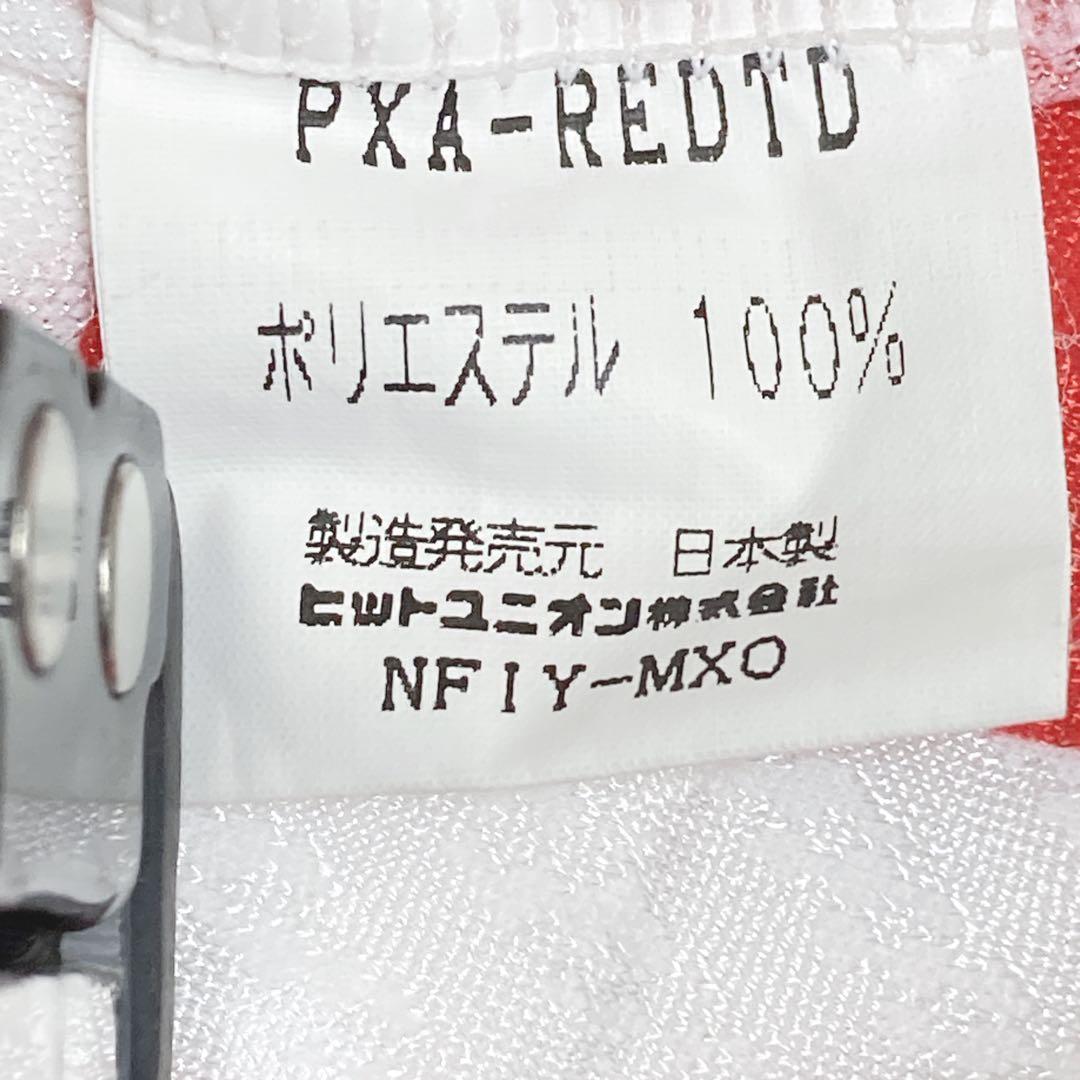 PXA-REDTD
ポリエステル 100%
製造発売元 日本製
ヒットユニオン株式会社
NFIY-MXO